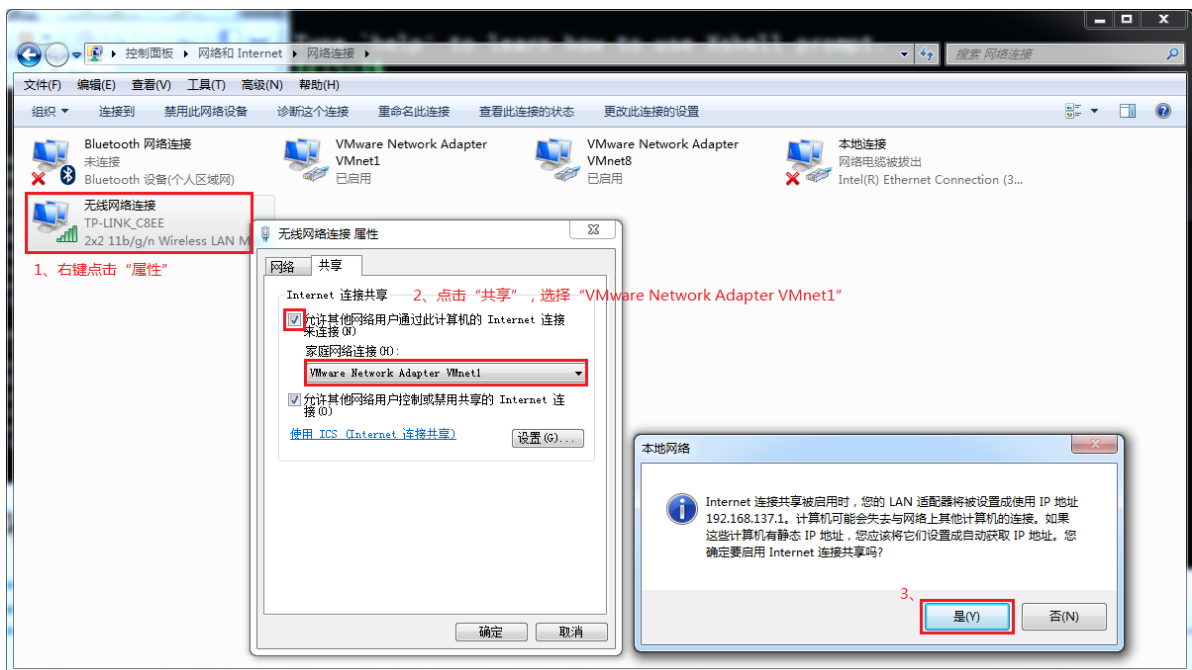 Type `help' to learn how to use Xshell prompt
控制面板 网络和 Internet 网络连接
搜索 网络连接
文件(F) 编辑(E) 查看(V) 工具(T) 高级(N) 帮助(H)
组织 连接到 禁用此网络设备 诊断这个连接 重命名此连接 查看此连接的状态 更改此连接的设置
Bluetooth 网络连接
未连接
Bluetooth 设备(个人区域网)
VMware Network Adapter
VMnet1
已启用
VMware Network Adapter
VMnet8
已启用
本地连接
网络电缆被拔出
Intel(R) Ethernet Connection (3...
无线网络连接
TP-LINK_C8EE
2x2 11b/g/n Wireless LAN M
1、右键点击“属性”
无线网络连接 属性
网络 共享
Internet 连接共享
2、点击“共享”，选择“VMware Network Adapter VMnet1”
允许其他网络用户通过此计算机的 Internet 连接
来连接(N)
家庭网络连接(H):
VMware Network Adapter VMnet1
允许其他网络用户控制或禁用共享的 Internet 连
接(O)
使用 ICS (Internet 连接共享)
设置(G)...
确定 取消
本地网络
Internet 连接共享被启用时，您的 LAN 适配器将被设置成使用 IP 地址
192.168.137.1。计算机可能会失去与网络上其他计算机的连接。如果
这些计算机有静态 IP 地址，您应该将它们设置成自动获取 IP 地址。您
确定要启用 Internet 连接共享吗?
3、
是(Y) 否(N)